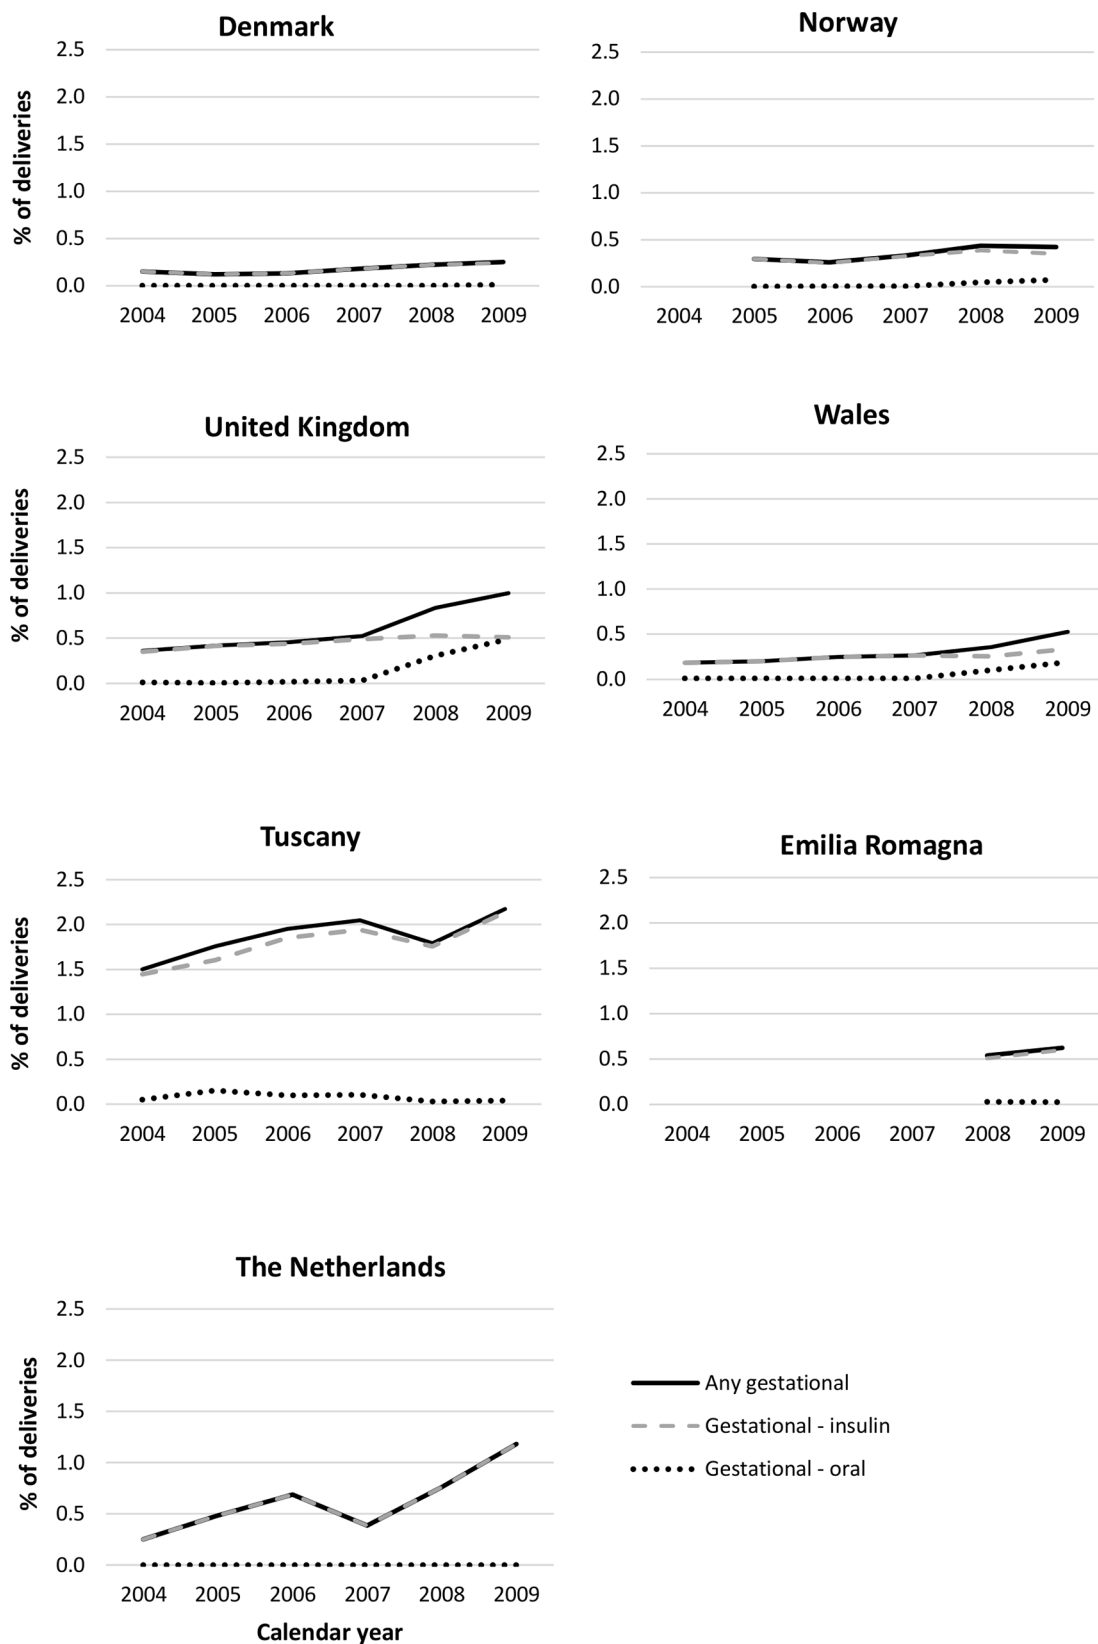 Denmark
% of deliveries
2.5
2.0
1.5
1.0
0.5
0.0
2004 2005 2006 2007 2008 2009
Norway
2.5
2.0
1.5
1.0
0.5
0.0
2004 2005 2006 2007 2008 2009
United Kingdom
% of deliveries
2.5
2.0
1.5
1.0
0.5
0.0
2004 2005 2006 2007 2008 2009
Wales
2.5
2.0
1.5
1.0
0.5
0.0
2004 2005 2006 2007 2008 2009
Tuscany
% of deliveries
2.5
2.0
1.5
1.0
0.5
0.0
2004 2005 2006 2007 2008 2009
Emilia Romagna
2.5
2.0
1.5
1.0
0.5
0.0
2004 2005 2006 2007 2008 2009
The Netherlands
% of deliveries
2.5
2.0
1.5
1.0
0.5
0.0
2004 2005 2006 2007 2008 2009
Calendar year
Any gestational
Gestational - insulin
Gestational - oral